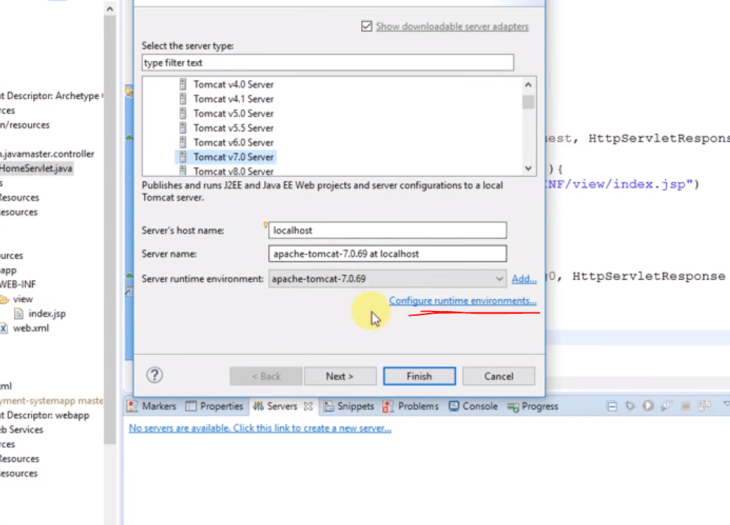 Show downloadable server adapters
Select the server type:
type filter text
Tomcat v4.0 Server
Tomcat v4.1 Server
Tomcat v5.0 Server
Tomcat v5.5 Server
Tomcat v6.0 Server
Tomcat v7.0 Server
Tomcat v8.0 Server
Publishes and runs J2EE and Java EE Web projects and server configurations to a local
Tomcat server.
Server's host name: localhost
Server name: apache-tomcat-7.0.69 at localhost
Server runtime environment: apache-tomcat-7.0.69 Add...
Configure runtime environments...
< Back Next > Finish Cancel
t Descriptor: Archetype
rces
n/resources
.javamaster.controller
HomeServlet.java
s
Resources
esources
ources
app
WEB-INF
view
index.jsp
web.xml
ml
yment-systemapp maste
t Descriptor: webapp
b Services
rces
Resources
esources
est, HttpServletRespons
){
NF/view/index.jsp")
0, HttpServletResponse
Markers Properties Servers Snippets Problems Console Progress
No servers are available. Click this link to create a new server...